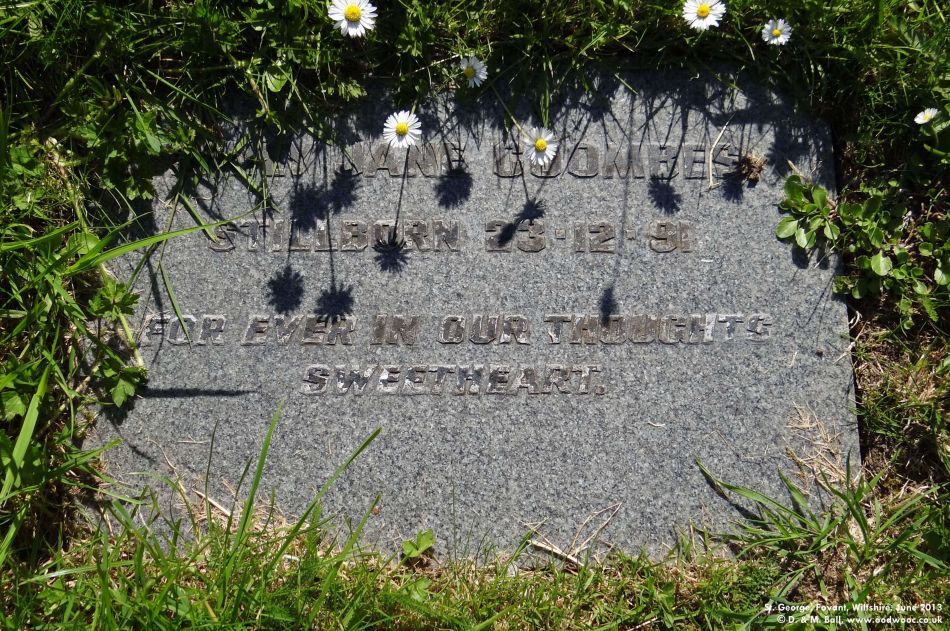 JANE COOMBES
STILLBORN 23·12·91
FOR EVER IN OUR THOUGHTS
SWEETHEART.
St. George, Fovant, Wiltshire: June 2013
© D. & M. Ball, www.oodwooc.co.uk